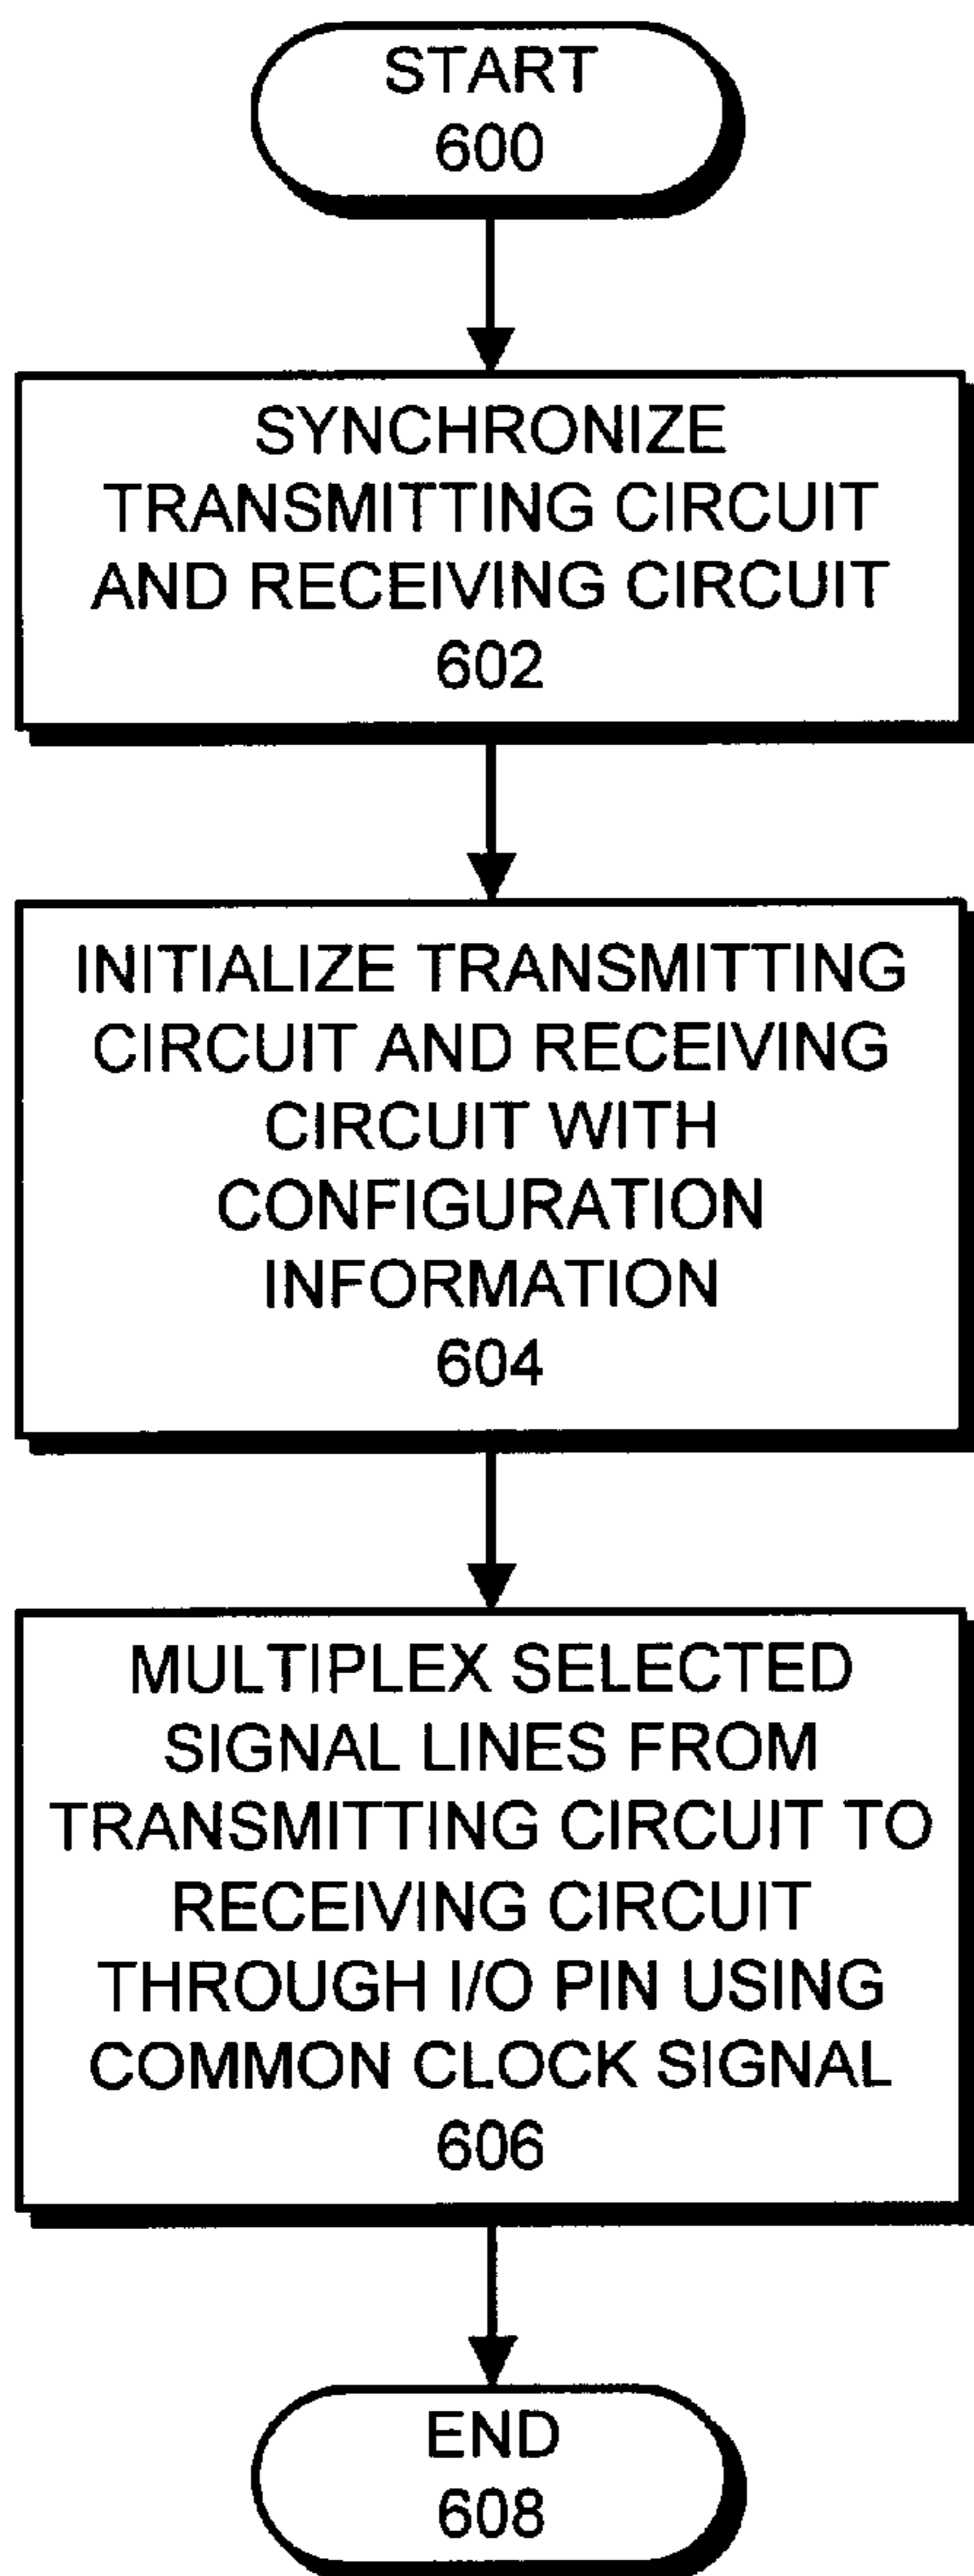 START
600
SYNCHRONIZE
TRANSMITTING CIRCUIT
AND RECEIVING CIRCUIT
602
INITIALIZE TRANSMITTING
CIRCUIT AND RECEIVING
CIRCUIT WITH
CONFIGURATION
INFORMATION
604
MULTIPLEX SELECTED
SIGNAL LINES FROM
TRANSMITTING CIRCUIT TO
RECEIVING CIRCUIT
THROUGH I/O PIN USING
COMMON CLOCK SIGNAL
606
END
608